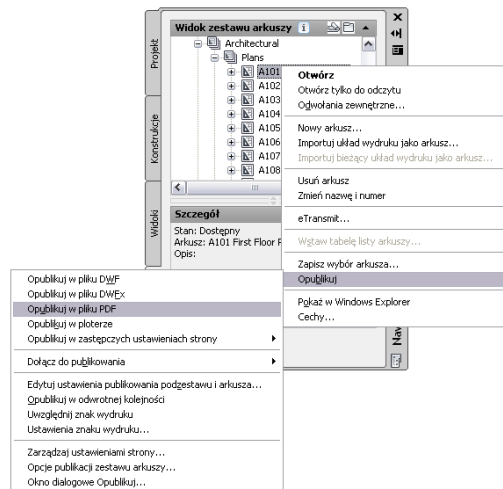 Widok zestawu arkuszy
Projekt
Konstrukcje
Widoki
Architectural
Plans
A101
A102
A103
A104
A105
A106
A107
A108
Szczegół
Stan: Dostępny
Arkusz: A101 First Floor P
Opis:
Otwórz
Otwórz tylko do odczytu
Odwołania zewnętrzne...
Nowy arkusz...
Importuj układ wydruku jako arkusz...
Importuj bieżący układ wydruku jako arkusz...
Usuń arkusz
Zmień nazwę i numer
eTransmit...
Wstaw tabelę listy arkuszy...
Zapisz wybór arkusza...
Opublikuj
Pokaż w Windows Explorer
Cechy...
Naw
Opublikuj w pliku DWF
Opublikuj w pliku DWFx
Opublikuj w pliku PDF
Opublikuj w ploterze
Opublikuj w zastępczych ustawieniach strony
Dołącz do publikowania
Edytuj ustawienia publikowania podzestawu i arkusza...
Opublikuj w odwrotnej kolejności
Uwzględnij znak wydruku
Ustawienia znaku wydruku...
Zarządzaj ustawieniami strony...
Opcje publikacji zestawu arkuszy...
Okno dialogowe Opublikuj...